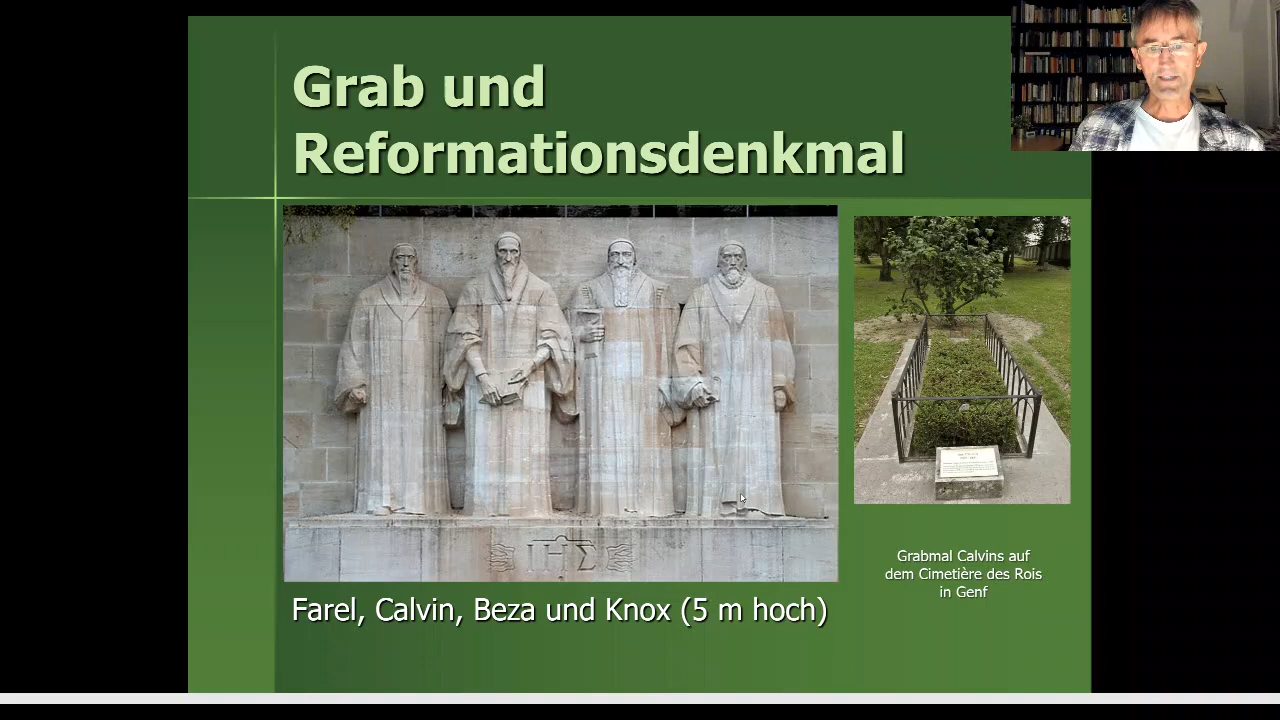 Grab und
Reformationsdenkmal
ΙΗΣ
Farel, Calvin, Beza und Knox (5 m hoch)
Grabmal Calvins auf
dem Cimetière des Rois
in Genf